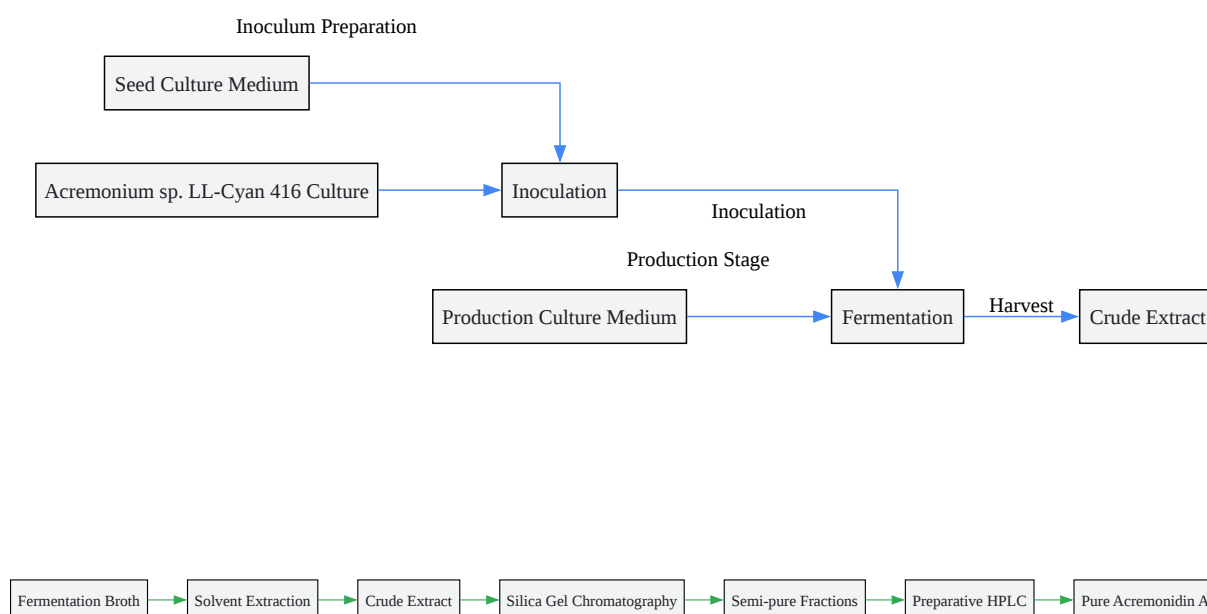 Inoculum Preparation
Seed Culture Medium
Acremonium sp. LL-Cyan 416 Culture
Inoculation
Inoculation
Production Stage
Production Culture Medium
Fermentation
Harvest
Crude Extract
Fermentation Broth
Solvent Extraction
Crude Extract
Silica Gel Chromatography
Semi-pure Fractions
Preparative HPLC
Pure Acremonidin A